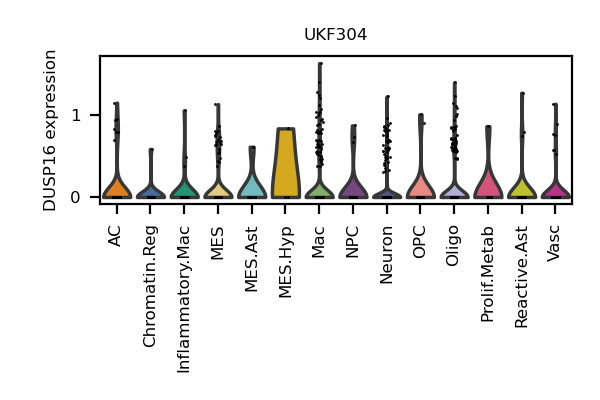 UKF304
DUSP16 expression
1
0
AC
Chromatin.Reg
Inflammatory.Mac
MES
MES.Ast
MES.Hyp
Mac
NPC
Neuron
OPC
Oligo
Prolif.Metab
Reactive.Ast
Vasc